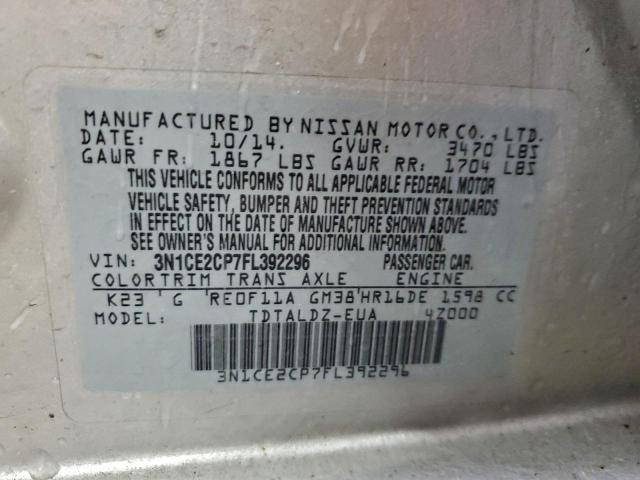 MANUFACTURED BY NISSAN MOTOR CO., LTD.
DATE: 10/14. GVWR: 3470 LBS
GAWR FR: 1867 LBS GAWR RR: 1704 LBS
THIS VEHICLE CONFORMS TO ALL APPLICABLE FEDERAL MOTOR
VEHICLE SAFETY, BUMPER AND THEFT PREVENTION STANDARDS
IN EFFECT ON THE DATE OF MANUFACTURE SHOWN ABOVE.
SEE OWNER'S MANUAL FOR ADDITIONAL INFORMATION.
VIN: 3N1CE2CP7FL392296 PASSENGER CAR.
COLOR TRIM TRANS AXLE ENGINE
K23 G RE0F11A GM38 HR16DE 1598 CC
MODEL: TDTALDZ-EUA 4Z000
3N1CE2CP7FL392296